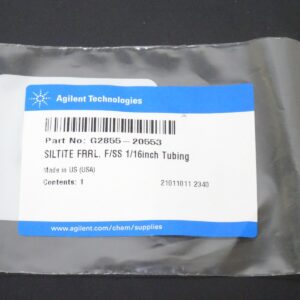 Agilent Technologies
Part No: G2855-20553
SILTITE FRRL, F/SS 1/16inch Tubing
Made in US (USA)
Contents: 1
21011011 2340
www.agilent.com/chem/supplies